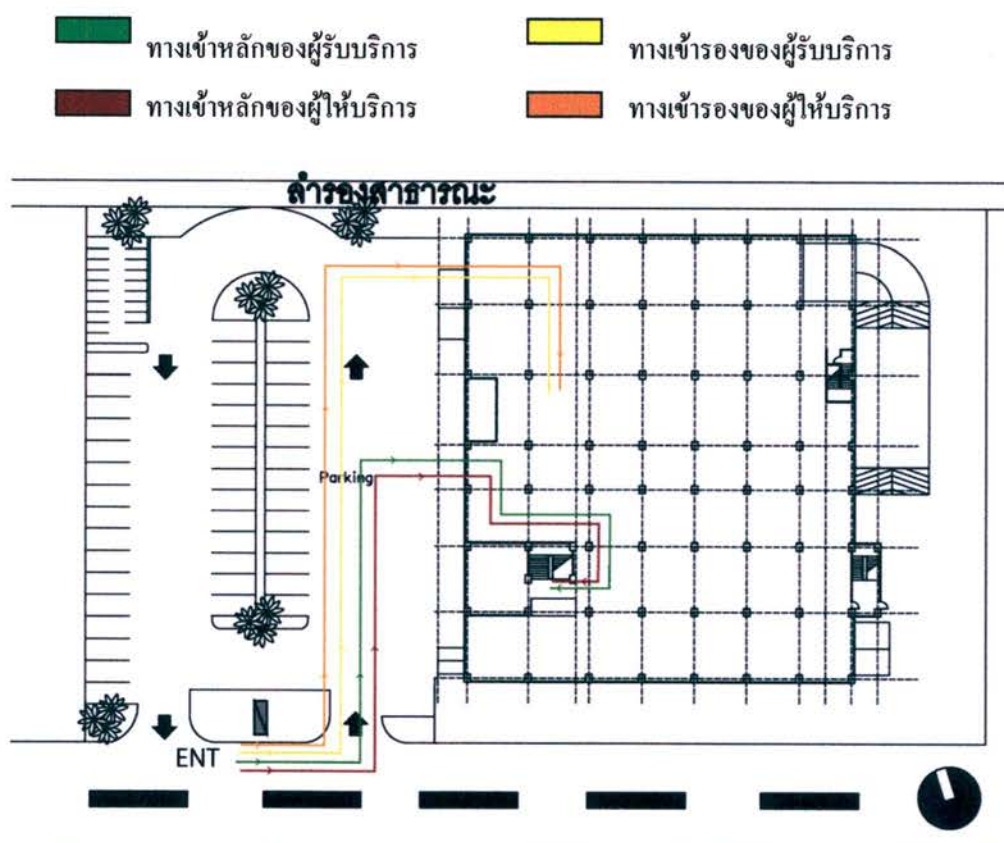 ทางเข้าหลักของผู้รับบริการ
ทางเข้ารองของผู้รับบริการ
ทางเข้าหลักของผู้ให้บริการ
ทางเข้ารองของผู้ให้บริการ
ลำรองสาธารณะ
Parking
ENT